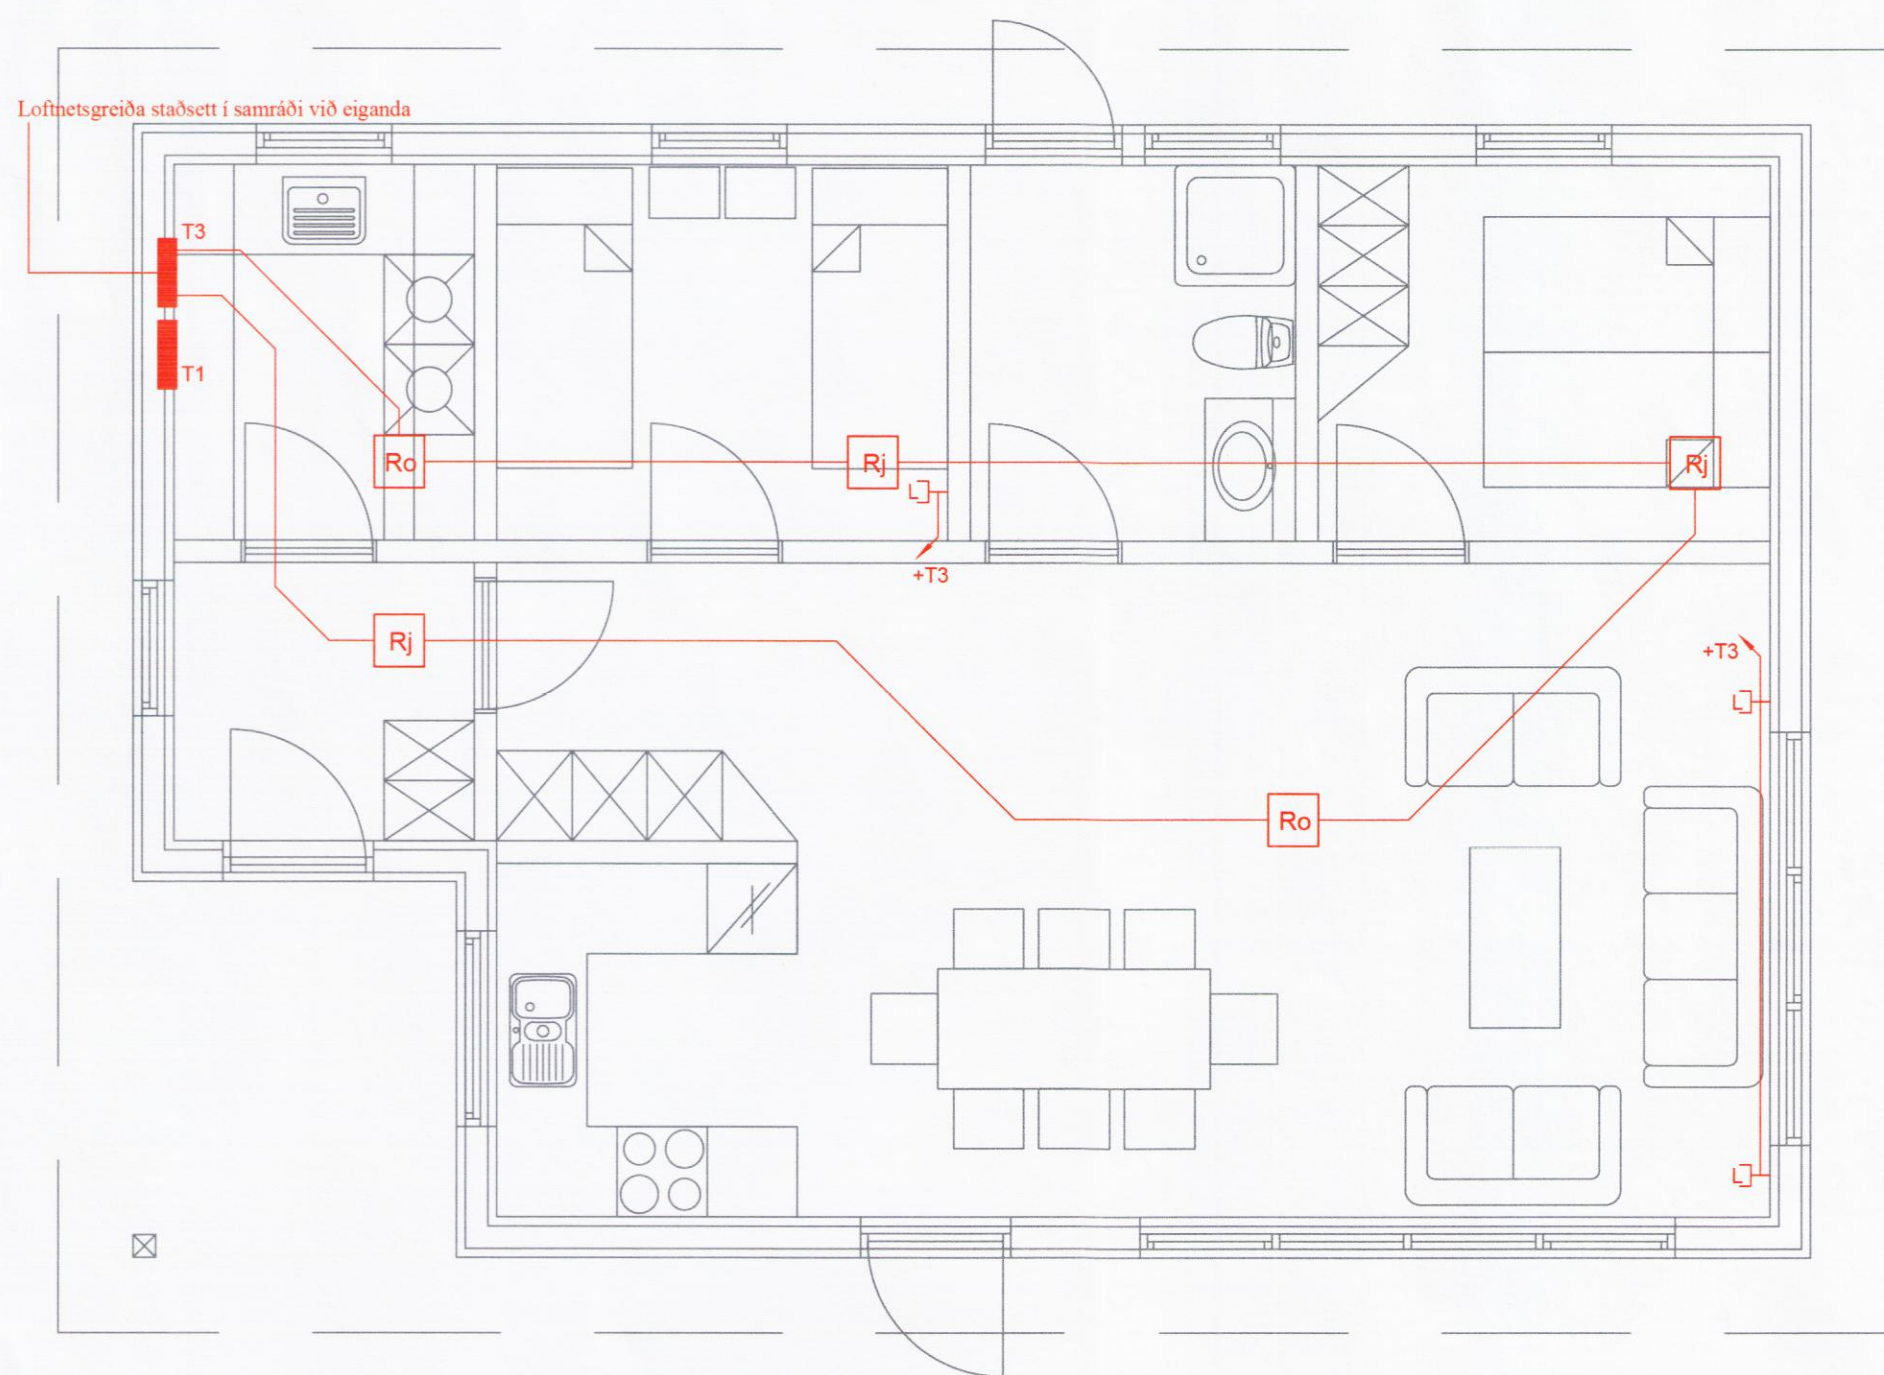 Loftnetsgreiða staðsett í samráði við eiganda
T3
T1
Ro
Rj
Rj
L
+T3
Rj
+T3
L
Ro
L